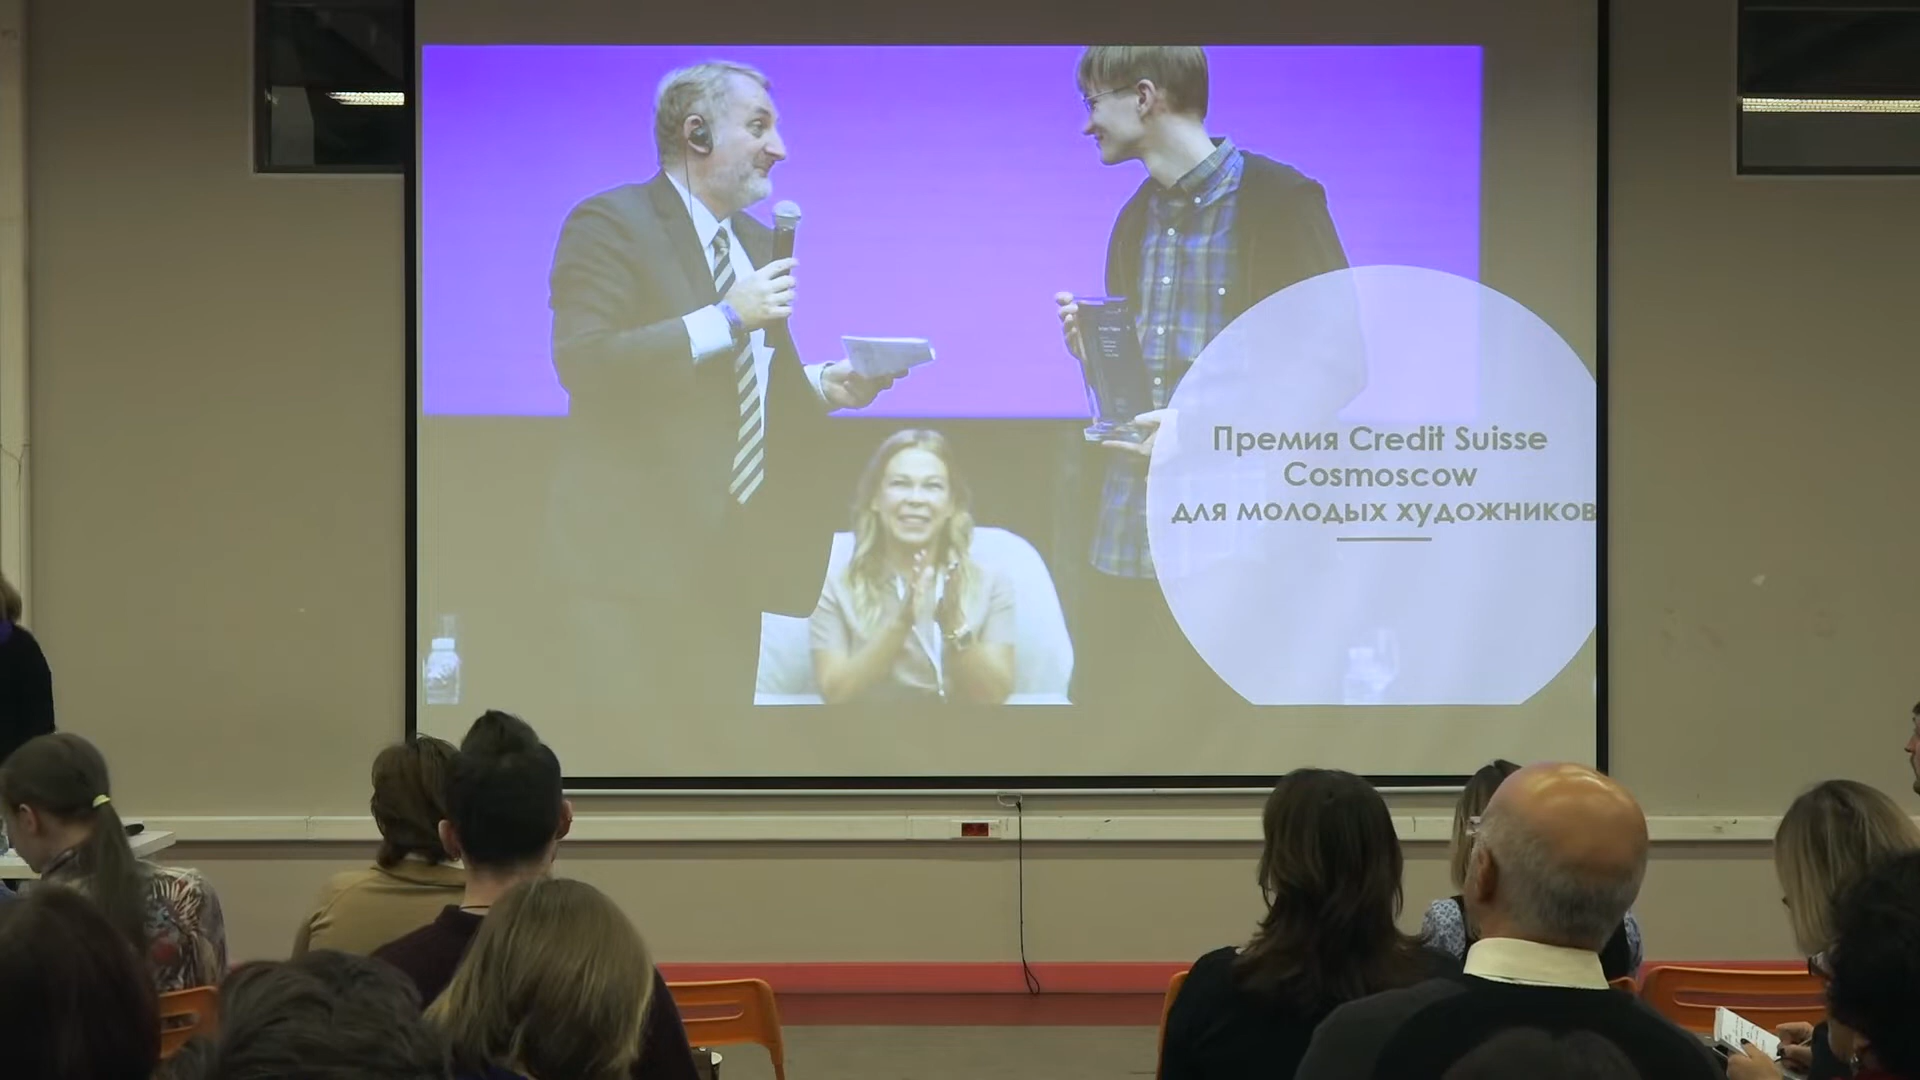 Премия Credit Suisse
Cosmoscow
для молодых художников